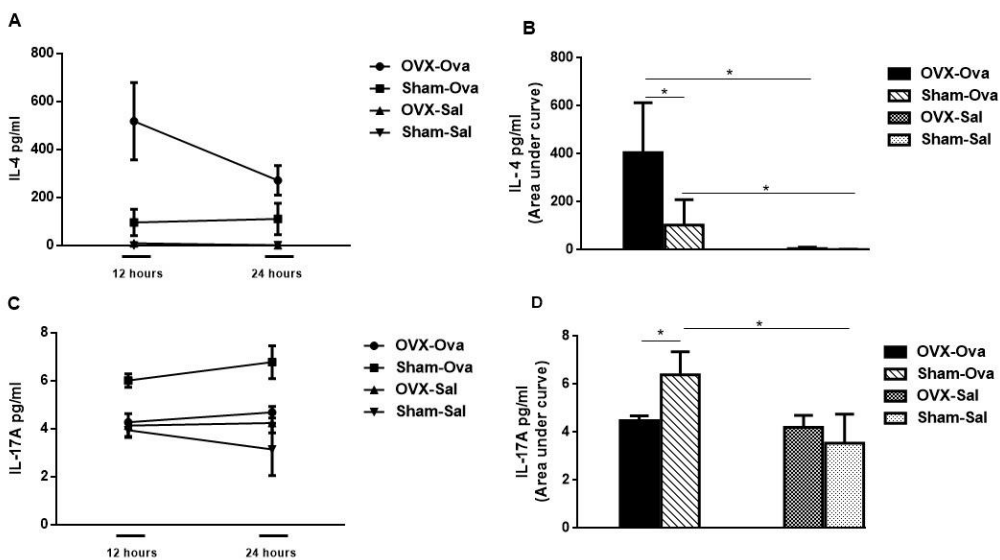 A
IL-4 pg/ml
800
600
400
200
0
12 hours
24 hours
OVX-Ova
Sham-Ova
OVX-Sal
Sham-Sal
B
IL- 4 pg/ml
(Area under curve)
800
600
400
200
0
*
*
*
OVX-Ova
Sham-Ova
OVX-Sal
Sham-Sal
C
IL-17A pg/ml
8
6
4
2
0
12 hours
24 hours
OVX-Ova
Sham-Ova
OVX-Sal
Sham-Sal
D
IL-17A pg/ml
(Area under curve)
8
6
4
2
0
*
*
OVX-Ova
Sham-Ova
OVX-Sal
Sham-Sal